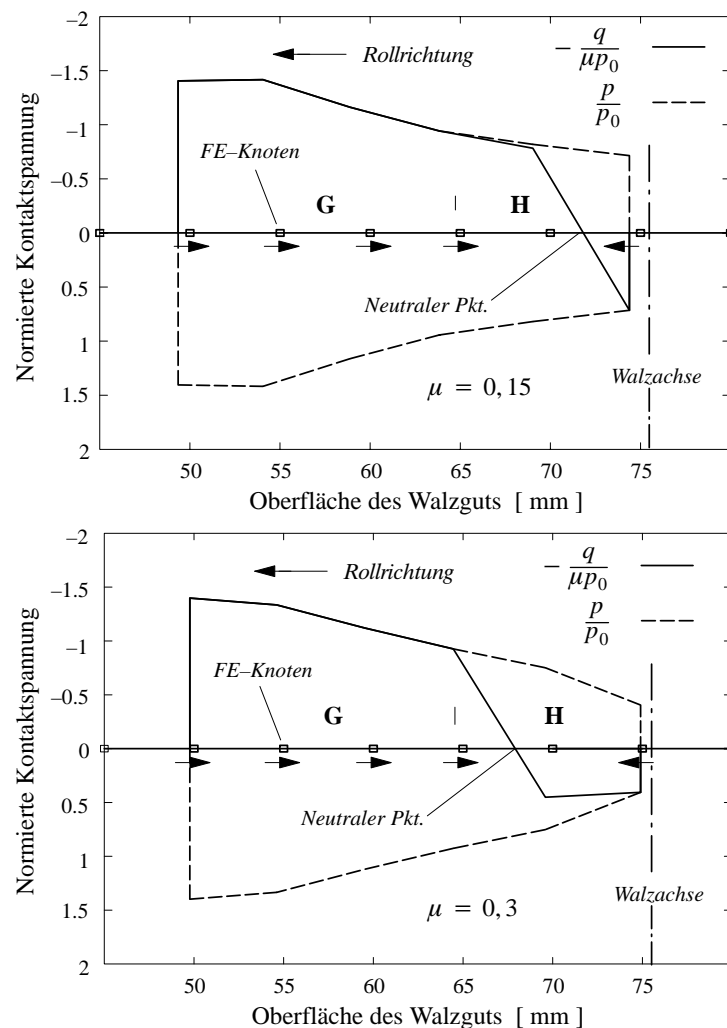 −2
−1.5
−1
−0.5
0
0.5
1
1.5
2
Normierte Kontaktspannung
Rollrichtung
− q/μp₀
p/p₀
FE–Knoten
G
H
Neutraler Pkt.
μ = 0, 15
Walzachse
50 55 60 65 70 75
Oberfläche des Walzguts [ mm ]
−2
−1.5
−1
−0.5
0
0.5
1
1.5
2
Normierte Kontaktspannung
Rollrichtung
− q/μp₀
p/p₀
FE–Knoten
G
H
Neutraler Pkt.
μ = 0, 3
Walzachse
50 55 60 65 70 75
Oberfläche des Walzguts [ mm ]